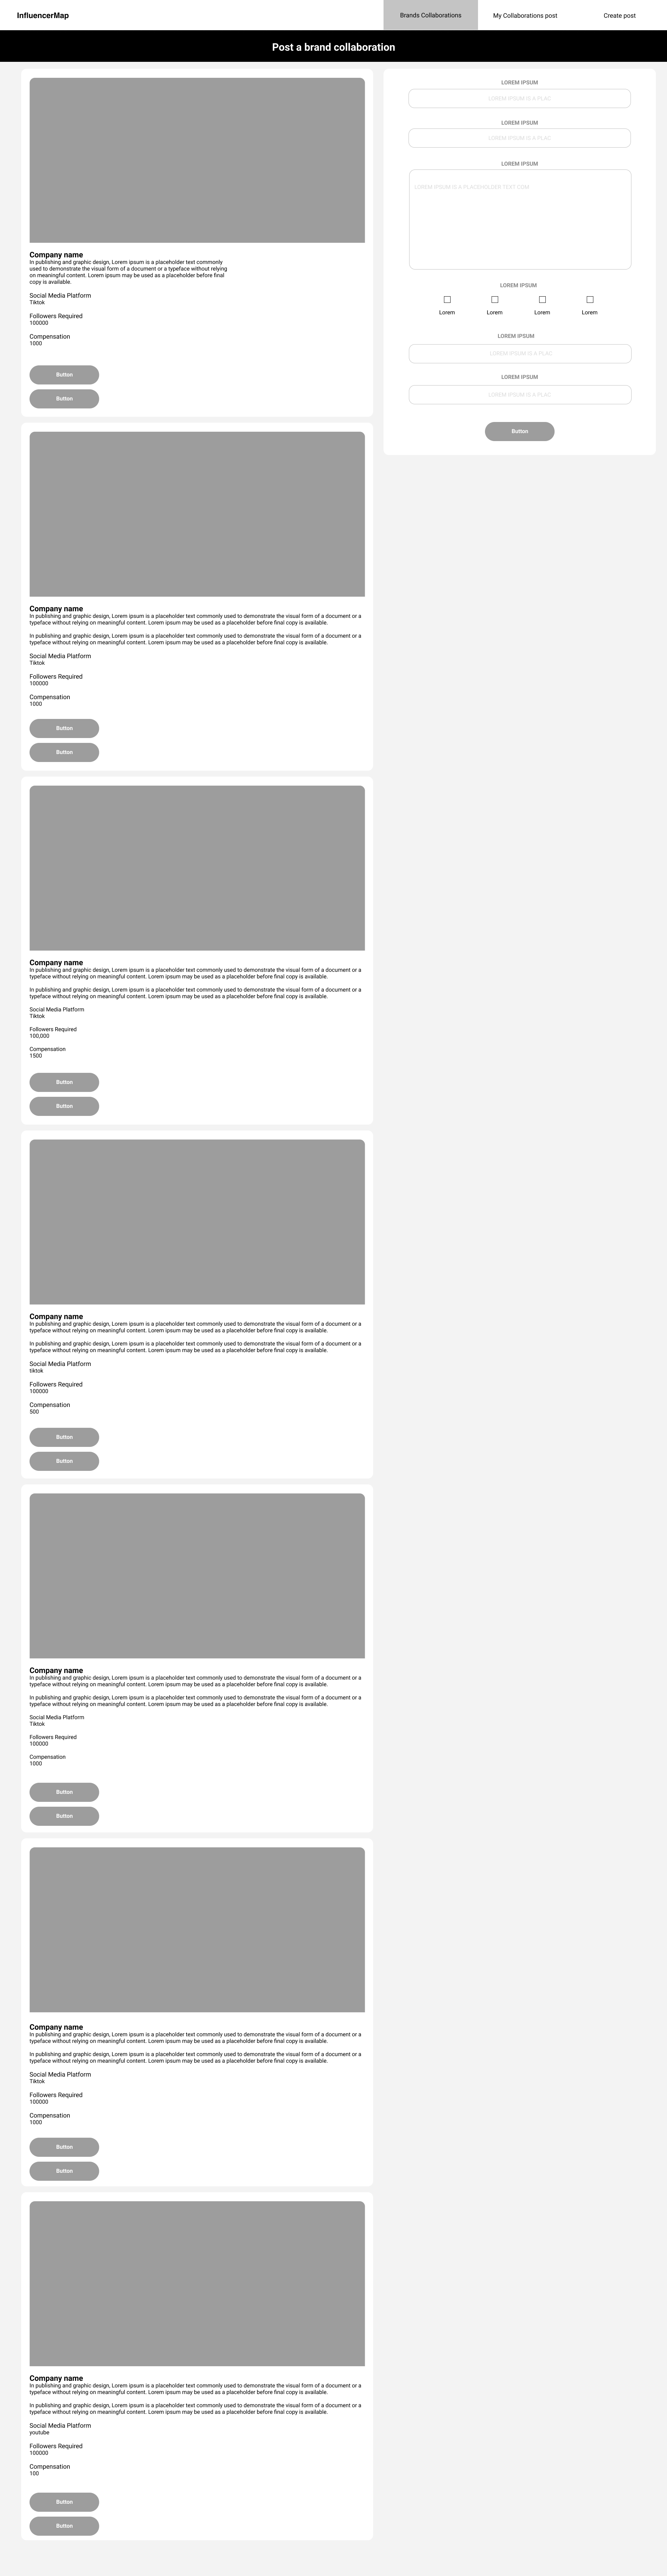 InfluencerMap
Brands Collaborations
My Collaborations post
Create post
Post a brand collaboration
Company name
In publishing and graphic design, Lorem ipsum is a placeholder text commonly
used to demonstrate the visual form of a document or a typeface without relying
on meaningful content. Lorem ipsum may be used as a placeholder before final
copy is available.
Social Media Platform
Tiktok
Followers Required
100000
Compensation
1000
Button
Button
Company name
In publishing and graphic design, Lorem ipsum is a placeholder text commonly used to demonstrate the visual form of a document or a
typeface without relying on meaningful content. Lorem ipsum may be used as a placeholder before final copy is available.
In publishing and graphic design, Lorem ipsum is a placeholder text commonly used to demonstrate the visual form of a document or a
typeface without relying on meaningful content. Lorem ipsum may be used as a placeholder before final copy is available.
Social Media Platform
Tiktok
Followers Required
100000
Compensation
1000
Button
Button
Company name
In publishing and graphic design, Lorem ipsum is a placeholder text commonly used to demonstrate the visual form of a document or a
typeface without relying on meaningful content. Lorem ipsum may be used as a placeholder before final copy is available.
In publishing and graphic design, Lorem ipsum is a placeholder text commonly used to demonstrate the visual form of a document or a
typeface without relying on meaningful content. Lorem ipsum may be used as a placeholder before final copy is available.
Social Media Platform
Tiktok
Followers Required
100,000
Compensation
1500
Button
Button
Company name
In publishing and graphic design, Lorem ipsum is a placeholder text commonly used to demonstrate the visual form of a document or a
typeface without relying on meaningful content. Lorem ipsum may be used as a placeholder before final copy is available.
In publishing and graphic design, Lorem ipsum is a placeholder text commonly used to demonstrate the visual form of a document or a
typeface without relying on meaningful content. Lorem ipsum may be used as a placeholder before final copy is available.
Social Media Platform
tiktok
Followers Required
100000
Compensation
500
Button
Button
Company name
In publishing and graphic design, Lorem ipsum is a placeholder text commonly used to demonstrate the visual form of a document or a
typeface without relying on meaningful content. Lorem ipsum may be used as a placeholder before final copy is available.
In publishing and graphic design, Lorem ipsum is a placeholder text commonly used to demonstrate the visual form of a document or a
typeface without relying on meaningful content. Lorem ipsum may be used as a placeholder before final copy is available.
Social Media Platform
Tiktok
Followers Required
100000
Compensation
1000
Button
Button
Company name
In publishing and graphic design, Lorem ipsum is a placeholder text commonly used to demonstrate the visual form of a document or a
typeface without relying on meaningful content. Lorem ipsum may be used as a placeholder before final copy is available.
In publishing and graphic design, Lorem ipsum is a placeholder text commonly used to demonstrate the visual form of a document or a
typeface without relying on meaningful content. Lorem ipsum may be used as a placeholder before final copy is available.
Social Media Platform
Tiktok
Followers Required
100000
Compensation
1000
Button
Button
Company name
In publishing and graphic design, Lorem ipsum is a placeholder text commonly used to demonstrate the visual form of a document or a
typeface without relying on meaningful content. Lorem ipsum may be used as a placeholder before final copy is available.
In publishing and graphic design, Lorem ipsum is a placeholder text commonly used to demonstrate the visual form of a document or a
typeface without relying on meaningful content. Lorem ipsum may be used as a placeholder before final copy is available.
Social Media Platform
youtube
Followers Required
100000
Compensation
100
Button
Button
LOREM IPSUM
LOREM IPSUM IS A PLAC
LOREM IPSUM
LOREM IPSUM IS A PLAC
LOREM IPSUM
LOREM IPSUM IS A PLACEHOLDER TEXT COM
LOREM IPSUM
Lorem
Lorem
Lorem
Lorem
LOREM IPSUM
LOREM IPSUM IS A PLAC
LOREM IPSUM
LOREM IPSUM IS A PLAC
Button